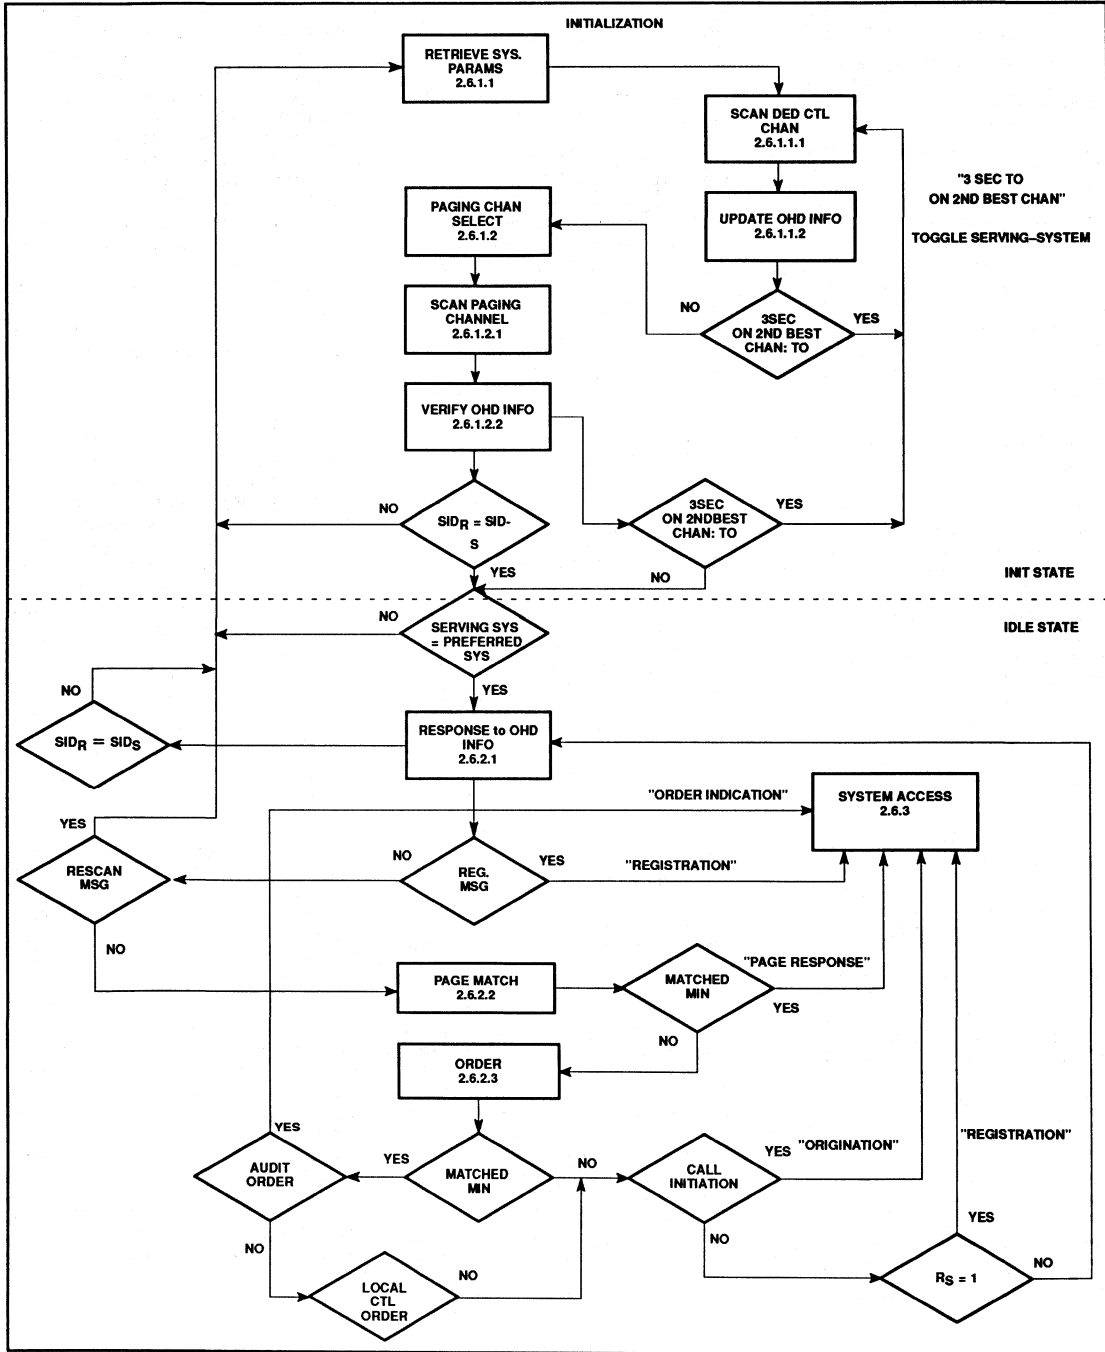 INITIALIZATION
RETRIEVE SYS.
PARAMS
2.6.1.1
SCAN DED CTL
CHAN
2.6.1.1.1
"3 SEC TO
ON 2ND BEST CHAN"
TOGGLE SERVING–SYSTEM
PAGING CHAN
SELECT
2.6.1.2
UPDATE OHD INFO
2.6.1.1.2
SCAN PAGING
CHANNEL
2.6.1.2.1
NO
3SEC
ON 2ND BEST
CHAN: TO
YES
VERIFY OHD INFO
2.6.1.2.2
NO
SIDR = SID-
S
YES
3SEC
ON 2NDBEST
CHAN: TO
YES
NO
INIT STATE
IDLE STATE
NO
SERVING SYS
= PREFERRED
SYS
YES
NO
SIDR = SIDS
RESPONSE to OHD
INFO
2.6.2.1
"ORDER INDICATION"
SYSTEM ACCESS
2.6.3
YES
RESCAN
MSG
NO
NO
REG.
MSG
YES
"REGISTRATION"
PAGE MATCH
2.6.2.2
MATCHED
MIN
"PAGE RESPONSE"
YES
NO
ORDER
2.6.2.3
YES
AUDIT
ORDER
NO
YES
MATCHED
MIN
NO
CALL
INITIATION
YES
"ORIGINATION"
NO
"REGISTRATION"
YES
LOCAL
CTL
ORDER
NO
RS = 1
NO